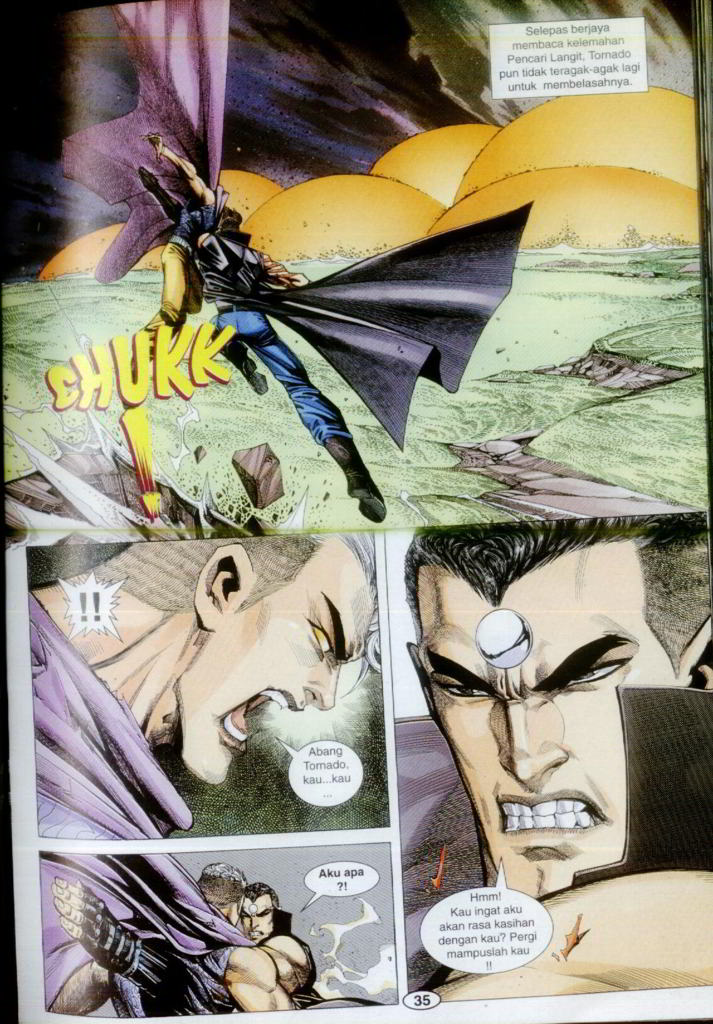 Selepas berjaya
membaca kelemahan
Pencari Langit, Tornado
pun tidak teragak-agak lagi
untuk membelasahnya.
CHUKK
!
!!
Abang
Tornado,
kau...kau
...
Aku apa
?!
Hmm!
Kau ingat aku
akan rasa kasihan
dengan kau? Pergi
mampuslah kau
!!
35